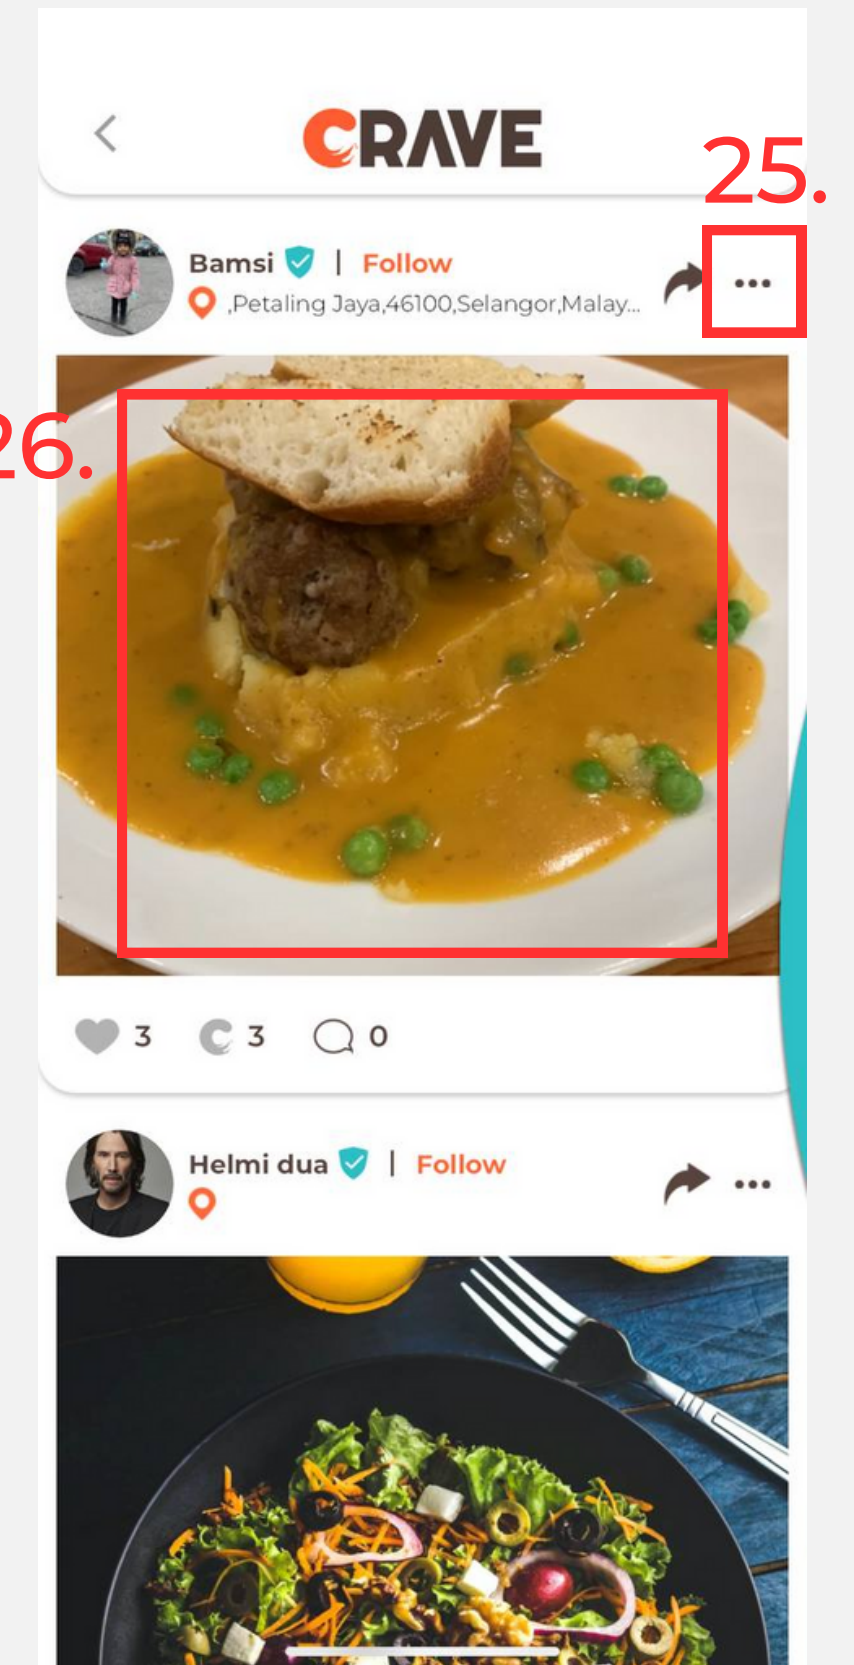 CRAVE
25.
Bamsi | Follow
,Petaling Jaya,46100,Selangor,Malay...
26.
3 3 0
Helmi dua | Follow